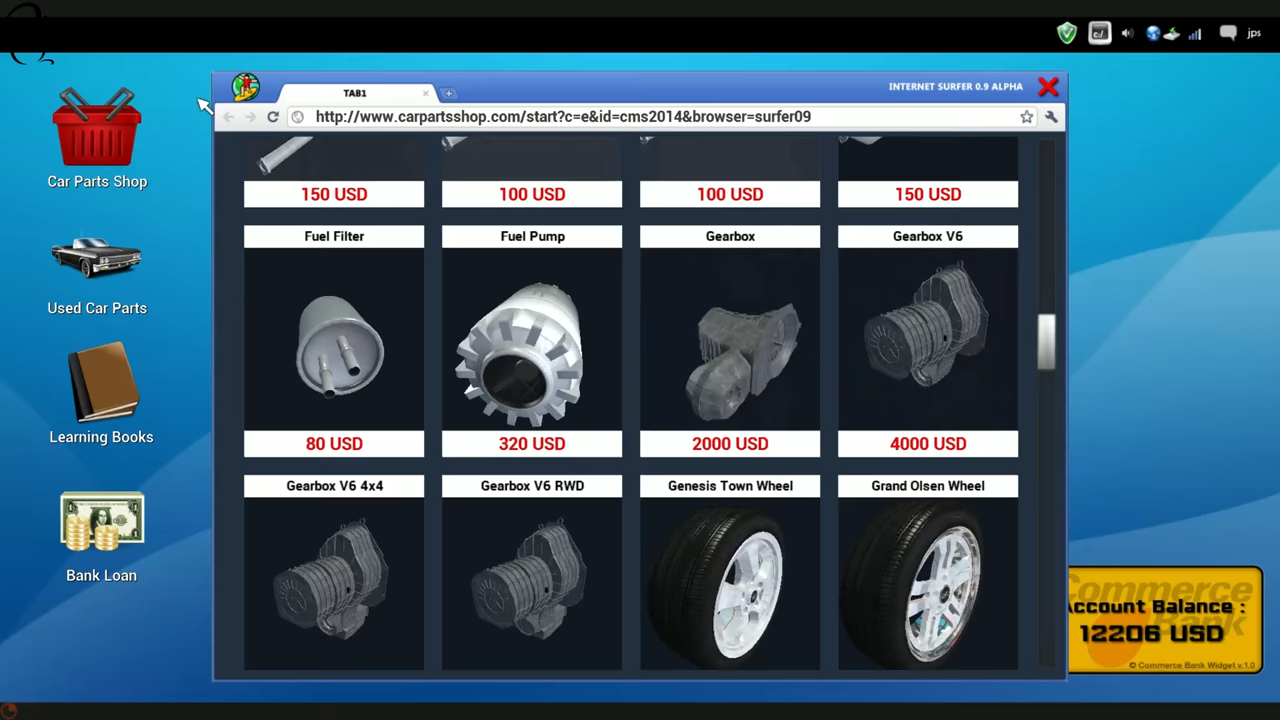 jps
TAB1
INTERNET SURFER 0.9 ALPHA
http://www.carpartsshop.com/start?c=e&id=cms2014&browser=surfer09
Car Parts Shop
Used Car Parts
Learning Books
Bank Loan
150 USD
100 USD
100 USD
150 USD
Fuel Filter
Fuel Pump
Gearbox
Gearbox V6
80 USD
320 USD
2000 USD
4000 USD
Gearbox V6 4x4
Gearbox V6 RWD
Genesis Town Wheel
Grand Olsen Wheel
Commerce
Bank
Account Balance :
12206 USD
© Commerce Bank Widget v.1.0